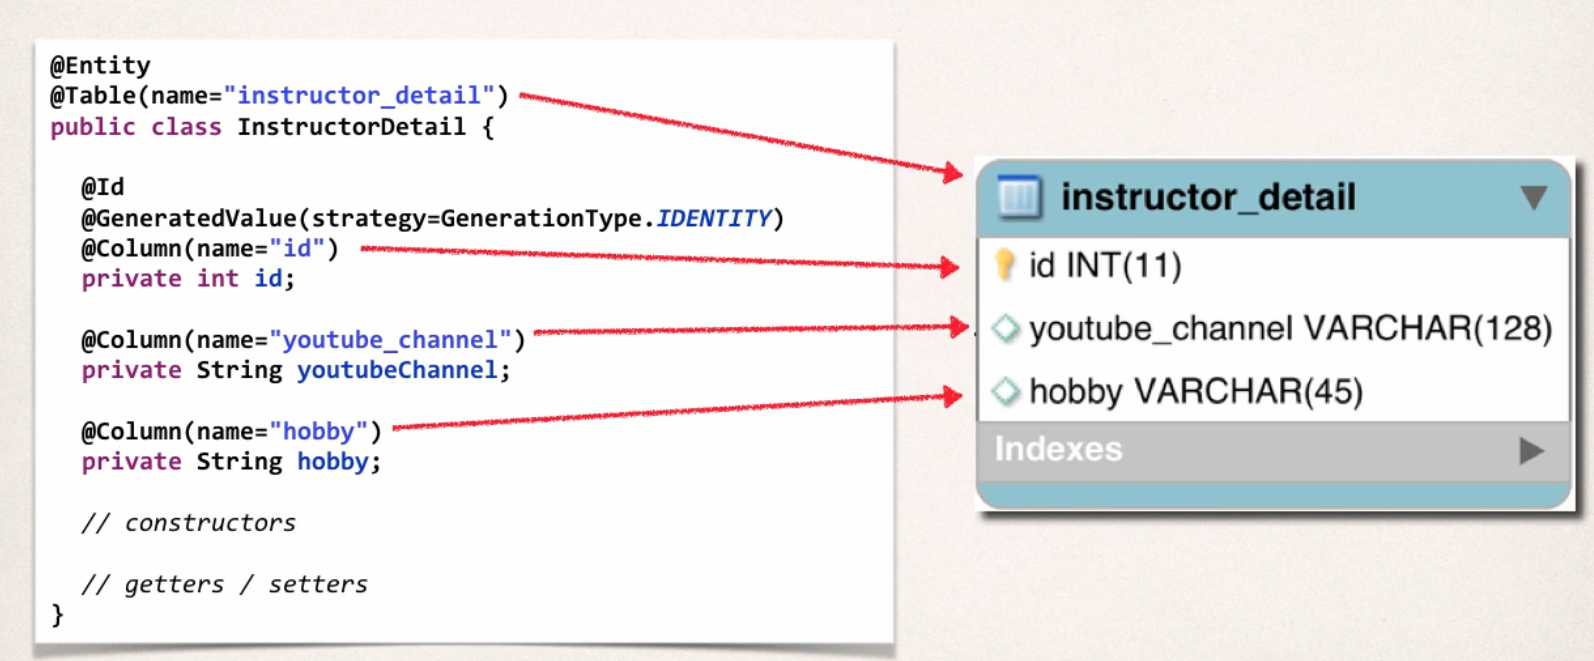 @Entity
@Table(name="instructor_detail")
public class InstructorDetail {
@Id
@GeneratedValue(strategy=GenerationType.IDENTITY)
@Column(name="id")
private int id;
@Column(name="youtube_channel")
private String youtubeChannel;
@Column(name="hobby")
private String hobby;
// constructors
// getters / setters
}
instructor_detail
id INT(11)
youtube_channel VARCHAR(128)
hobby VARCHAR(45)
Indexes